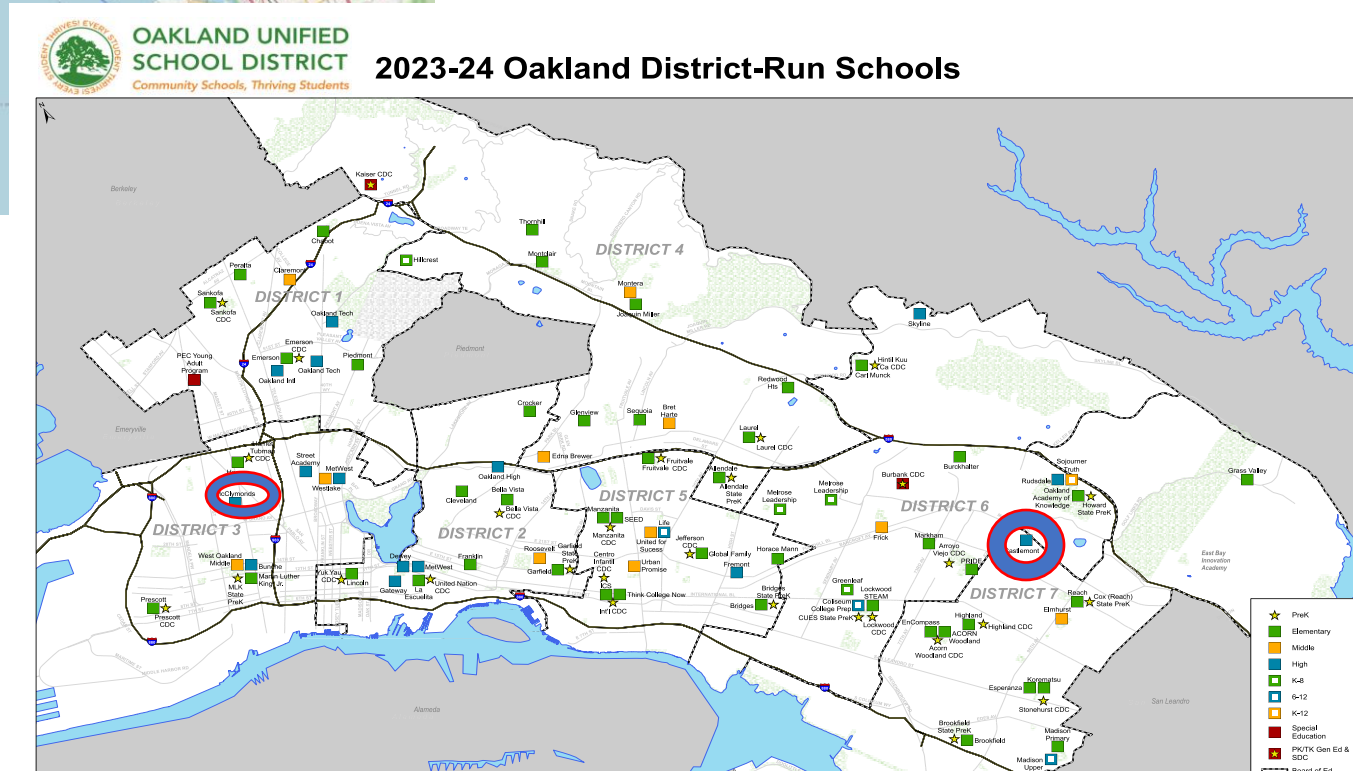 OAKLAND UNIFIED
SCHOOL DISTRICT
Community Schools, Thriving Students
EVERY STUDENT THRIVES!
2023-24 Oakland District-Run Schools
N
Berkeley
Kaiser CDC
Chabot
Thornhill
Montclair
DISTRICT 4
Hillcrest
Peralta
Claremont
DISTRICT 1
Sankofa
Sankofa
CDC
Oakland Tech
Montera
Joaquin Miller
Skyline
Emerson
CDC
Emerson
Oakland Tech
Piedmont
Oakland Intl
PEC Young
Adult
Program
Piedmont
Hintil Kuu
Ca CDC
Carl Munck
Redwood
Hts
Emeryville
Crocker
Glenview
Sequoia
Bret
Harte
Laurel
Laurel CDC
Tubman
CDC
Street
Academy
MetWest
Westlake
Edna Brewer
Oakland High
Fruitvale
Fruitvale
CDC
Allendale
Allendale
State
PreK
Burckhalter
Sojourner
Truth
Rudsdale
Oakland
Academy of
Knowledge
Howard
State PreK
Grass Valley
Burbank CDC
Melrose
Leadership
Melrose
Leadership
DISTRICT 6
DISTRICT 5
Cleveland
Bella Vista
Bella Vista
CDC
DISTRICT 2
DISTRICT 3
Manzanita
SEED
Manzanita
CDC
Life
United for
Sucess
Jefferson
CDC
Global Family
Horace Mann
Fremont
Frick
Markham
Arroyo
Viejo CDC
PRIDE
East Bay
Innovation
Academy
West Oakland
Middle
Bunche
Martin Luther
King Jr.
MLK
State
PreK
Prescott
Prescott
CDC
Yuk Yau
CDC
Lincoln
Dewey
MetWest
Gateway
La
Escuelita
United Nation
CDC
Franklin
Roosevelt
Garfield
State
PreK
Garfield
Centro
Infantil
CDC
ICS
Think College Now
Int'l CDC
Urban
Promise
Bridges
State PreK
Bridges
Greenleaf
Lockwood
STEAM
Coliseum
College Prep
CUES State PreK
Lockwood
CDC
DISTRICT 7
Reach
Cox (Reach)
State PreK
Elmhurst
EnCompass
Highland
Highland CDC
ACORN
Woodland
Acorn
Woodland CDC
Esperanza
Korematsu
Stonehurst CDC
San Leandro
Alameda
Brookfield
State PreK
Brookfield
Madison
Primary
Madison
Upper
PreK
Elementary
Middle
High
K-8
6-12
K-12
Special
Education
PK/TK Gen Ed &
SDC